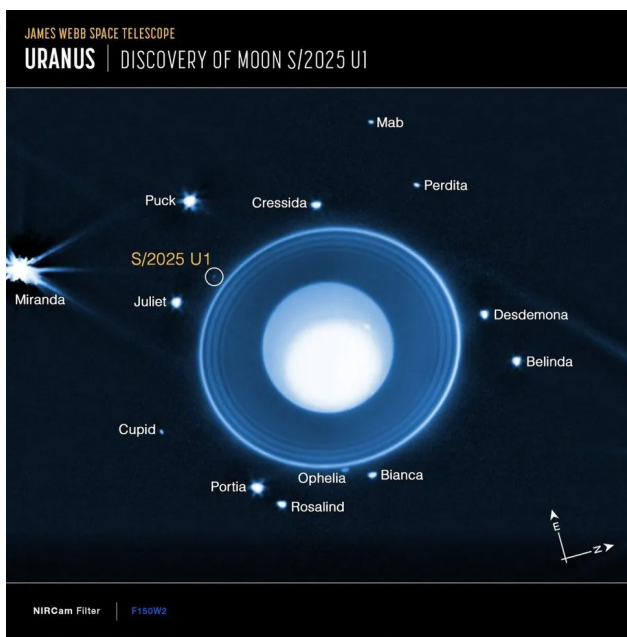 JAMES WEBB SPACE TELESCOPE
URANUS | DISCOVERY OF MOON S/2025 U1
Mab
Perdita
Puck
Cressida
S/2025 U1
Miranda
Juliet
Desdemona
Belinda
Cupid
Ophelia
Bianca
Portia
Rosalind
E
N
NIRCam Filter | F150W2